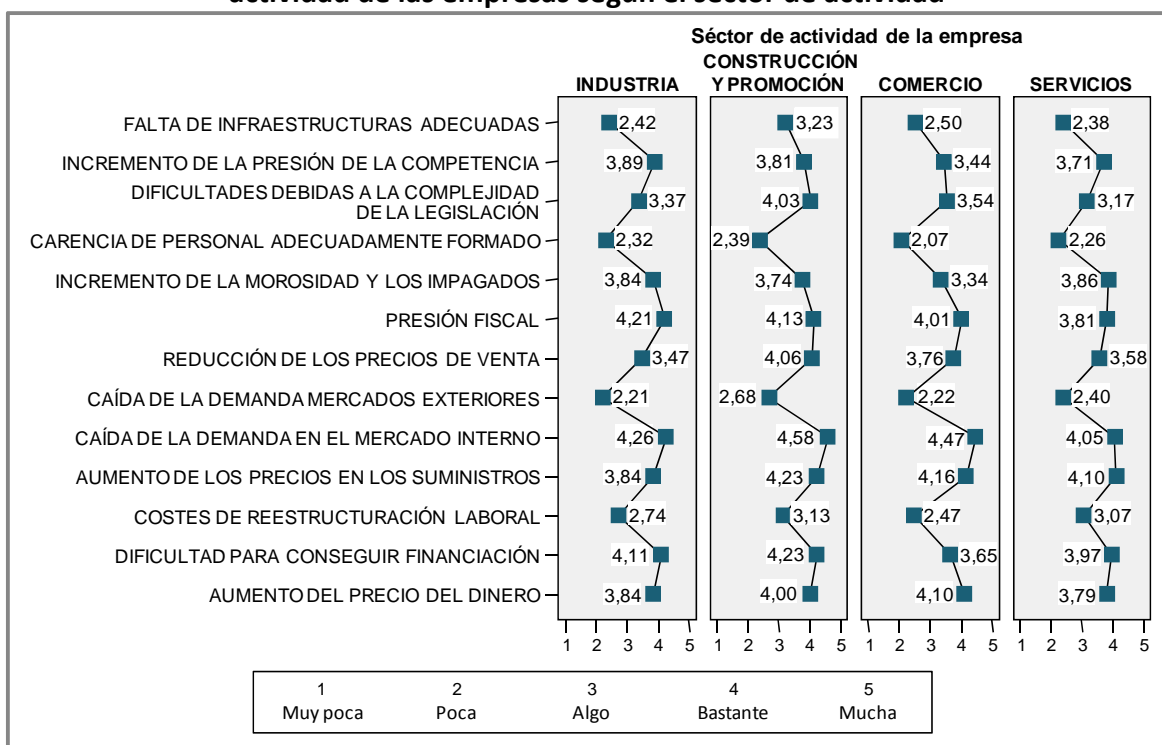 actividad de las empresas según el sector de actividad
Séctor de actividad de la empresa
INDUSTRIA
CONSTRUCCIÓN
Y PROMOCIÓN
COMERCIO
SERVICIOS
FALTA DE INFRAESTRUCTURAS ADECUADAS 2,42 3,23 2,50 2,38
INCREMENTO DE LA PRESIÓN DE LA COMPETENCIA 3,89 3,81 3,44 3,71
DIFICULTADES DEBIDAS A LA COMPLEJIDAD
DE LA LEGISLACIÓN 3,37 4,03 3,54 3,17
CARENCIA DE PERSONAL ADECUADAMENTE FORMADO 2,32 2,39 2,07 2,26
INCREMENTO DE LA MOROSIDAD Y LOS IMPAGADOS 3,84 3,74 3,34 3,86
PRESIÓN FISCAL 4,21 4,13 4,01 3,81
REDUCCIÓN DE LOS PRECIOS DE VENTA 3,47 4,06 3,76 3,58
CAÍDA DE LA DEMANDA MERCADOS EXTERIORES 2,21 2,68 2,22 2,40
CAÍDA DE LA DEMANDA EN EL MERCADO INTERNO 4,26 4,58 4,47 4,05
AUMENTO DE LOS PRECIOS EN LOS SUMINISTROS 3,84 4,23 4,16 4,10
COSTES DE REESTRUCTURACIÓN LABORAL 2,74 3,13 2,47 3,07
DIFICULTAD PARA CONSEGUIR FINANCIACIÓN 4,11 4,23 3,65 3,97
AUMENTO DEL PRECIO DEL DINERO 3,84 4,00 4,10 3,79
1 2 3 4 5 1 2 3 4 5 1 2 3 4 5 1 2 3 4 5
1 2 3 4 5
Muy poca Poca Algo Bastante Mucha